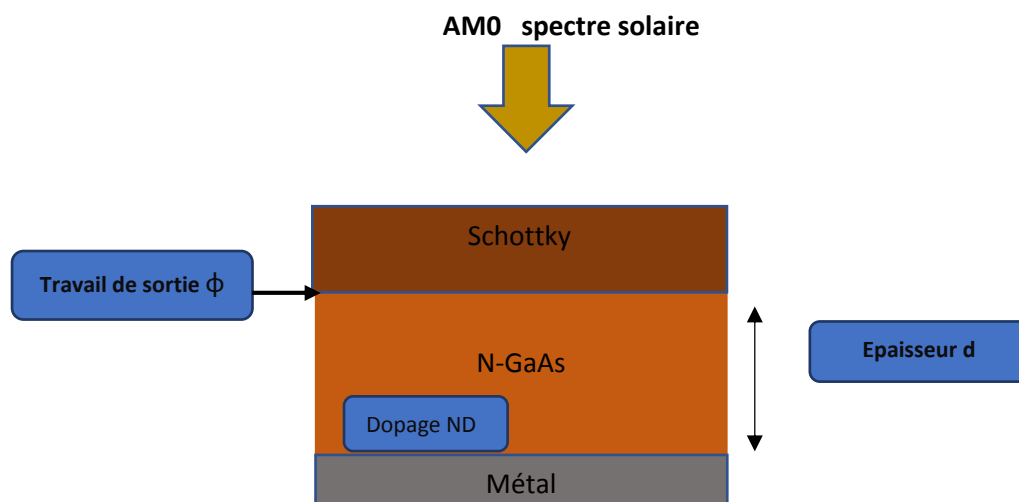 AM0 spectre solaire
Schottky
Travail de sortie ф
N-GaAs
Epaisseur d
Dopage ND
Métal